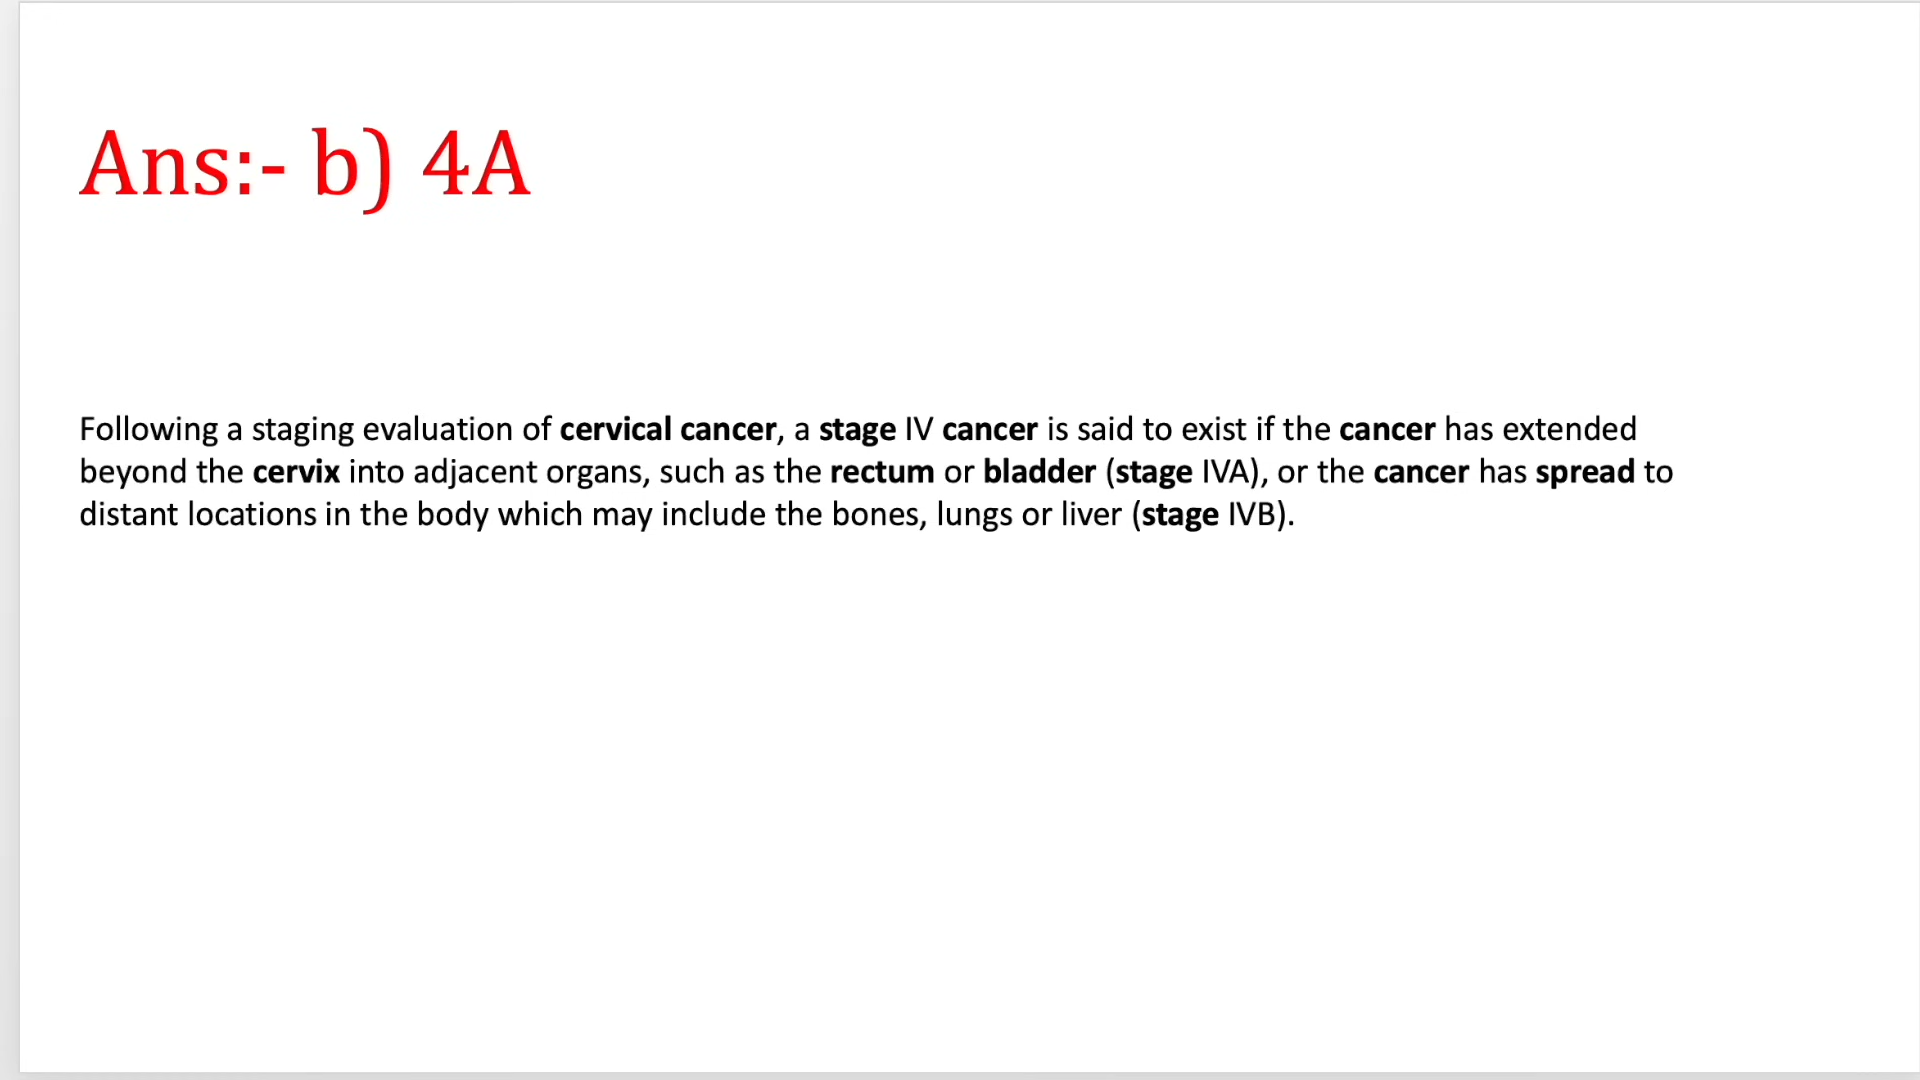 Ans:- b) 4A
Following a staging evaluation of cervical cancer, a stage IV cancer is said to exist if the cancer has extended
beyond the cervix into adjacent organs, such as the rectum or bladder (stage IVA), or the cancer has spread to
distant locations in the body which may include the bones, lungs or liver (stage IVB).